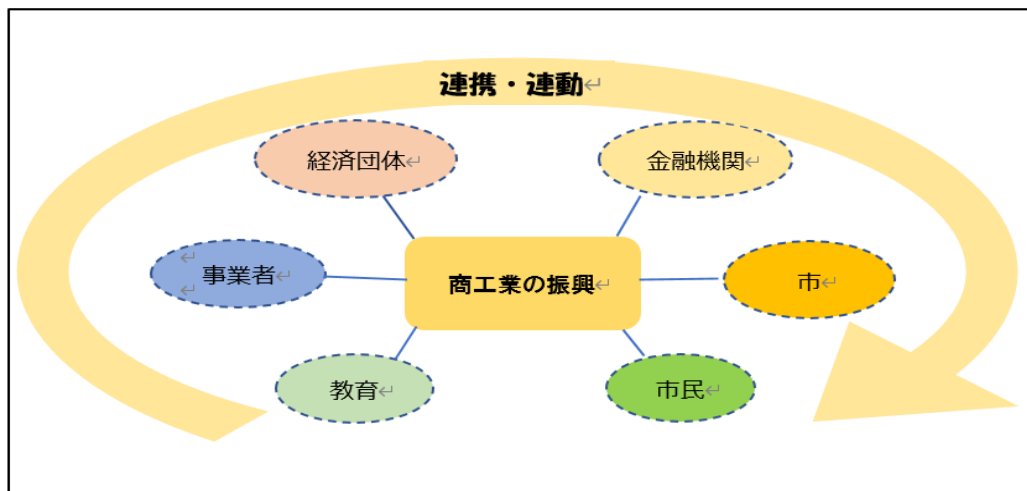 連携・連動
経済団体
金融機関
事業者
商工業の振興
市
教育
市民